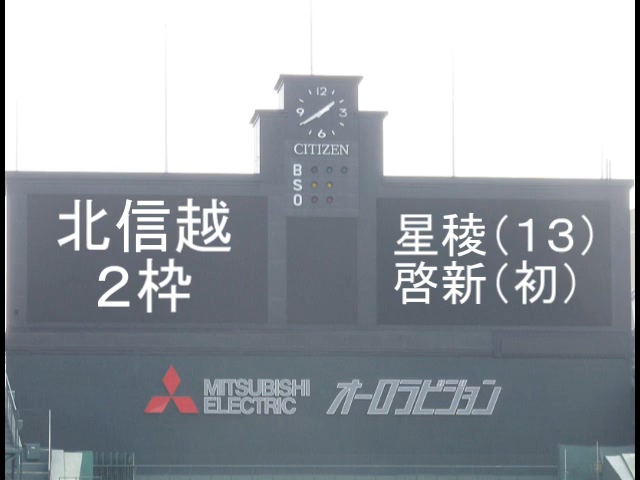 12
9 3
6
CITIZEN
B
S
O
北信越
2枠
星稜(13)
啓新(初)
MITSUBISHI
ELECTRIC
オーロラビジョン